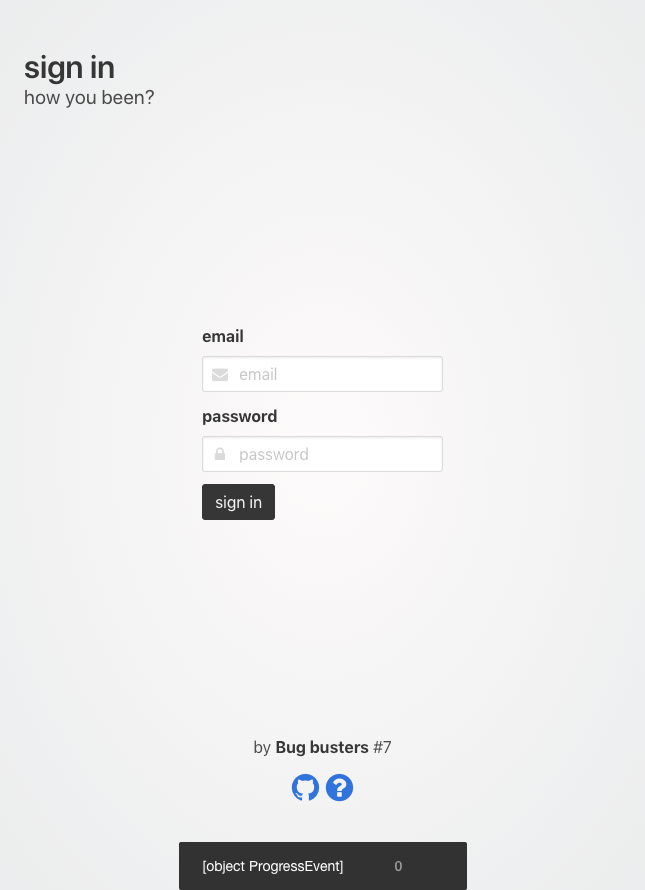 sign in
how you been?
email
email
password
password
sign in
by Bug busters #7
[object ProgressEvent] 0